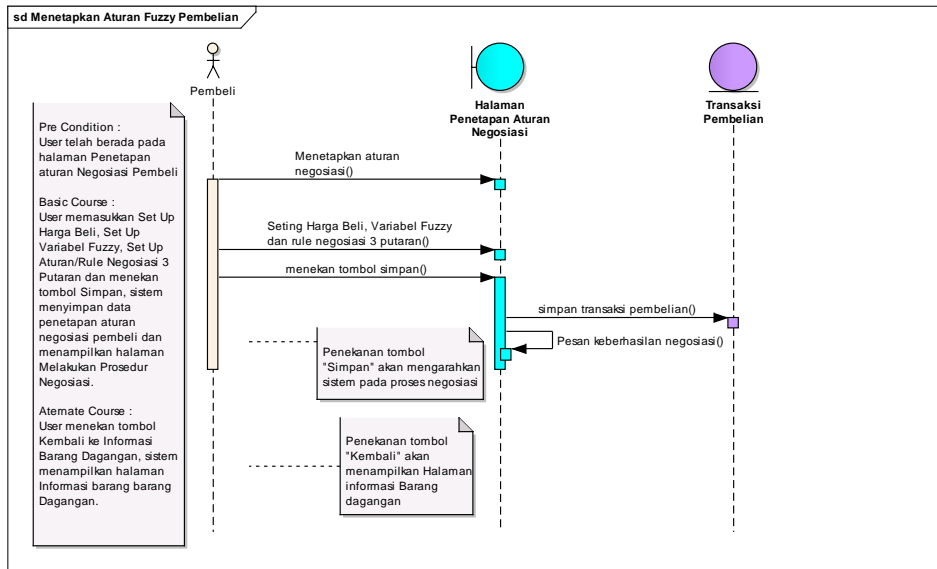 sd Menetapkan Aturan Fuzzy Pembelian
Pembeli
Halaman
Penetapan Aturan
Negosiasi
Transaksi
Pembelian
Pre Condition :
User telah berada pada
halaman Penetapan
aturan Negosiasi Pembeli
Basic Course :
User memasukkan Set Up
Harga Beli, Set Up
Variabel Fuzzy, Set Up
Aturan/Rule Negosiasi 3
Putaran dan menekan
tombol Simpan, sistem
menyimpan data
penetapan aturan
negosiasi pembeli dan
menampilkan halaman
Melakukan Prosedur
Negosiasi.
Aternate Course :
User menekan tombol
Kembali ke Informasi
Barang Dagangan, sistem
menampilkan halaman
Informasi barang barang
Dagangan.
Menetapkan aturan
negosiasi()
Seting Harga Beli, Variabel Fuzzy
dan rule negosiasi 3 putaran()
menekan tombol simpan()
simpan transaksi pembelian()
Pesan keberhasilan negosiasi()
Penekanan tombol
"Simpan" akan mengarahkan
sistem pada proses negosiasi
Penekanan tombol
"Kembali" akan
menampilkan Halaman
informasi Barang
dagangan